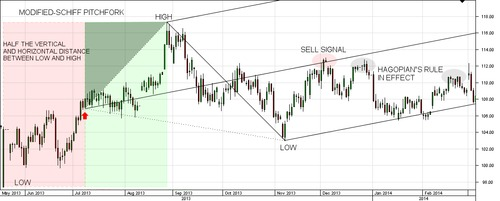 MODIFIED-SCHIFF PITCHFORK
HIGH
HALF THE VERTICAL
AND HORIZONTAL DISTANCE
BETWEEN LOW AND HIGH
SELL SIGNAL
HAGOPIAN'S RULE
IN EFFECT
LOW
LOW
118.00
116.00
114.00
112.00
110.00
108.00
106.00
104.00
102.00
100.00
98.00
May 2013 Jun 2013 Jul 2013 Aug 2013 Sep 2013 Oct 2013 Nov 2013 Dec 2013 Jan 2014 Feb 2014
2013 2014